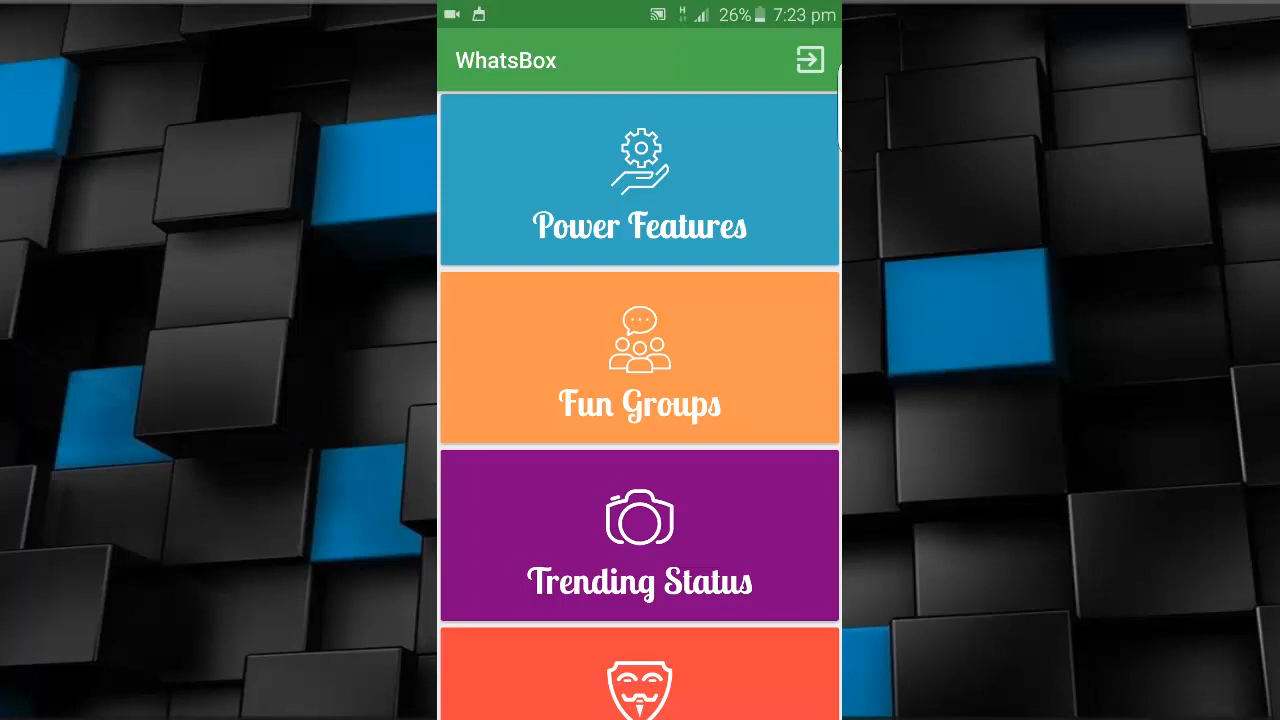 H 26% 7:23 pm
WhatsBox
Power Features
Fun Groups
Trending Status